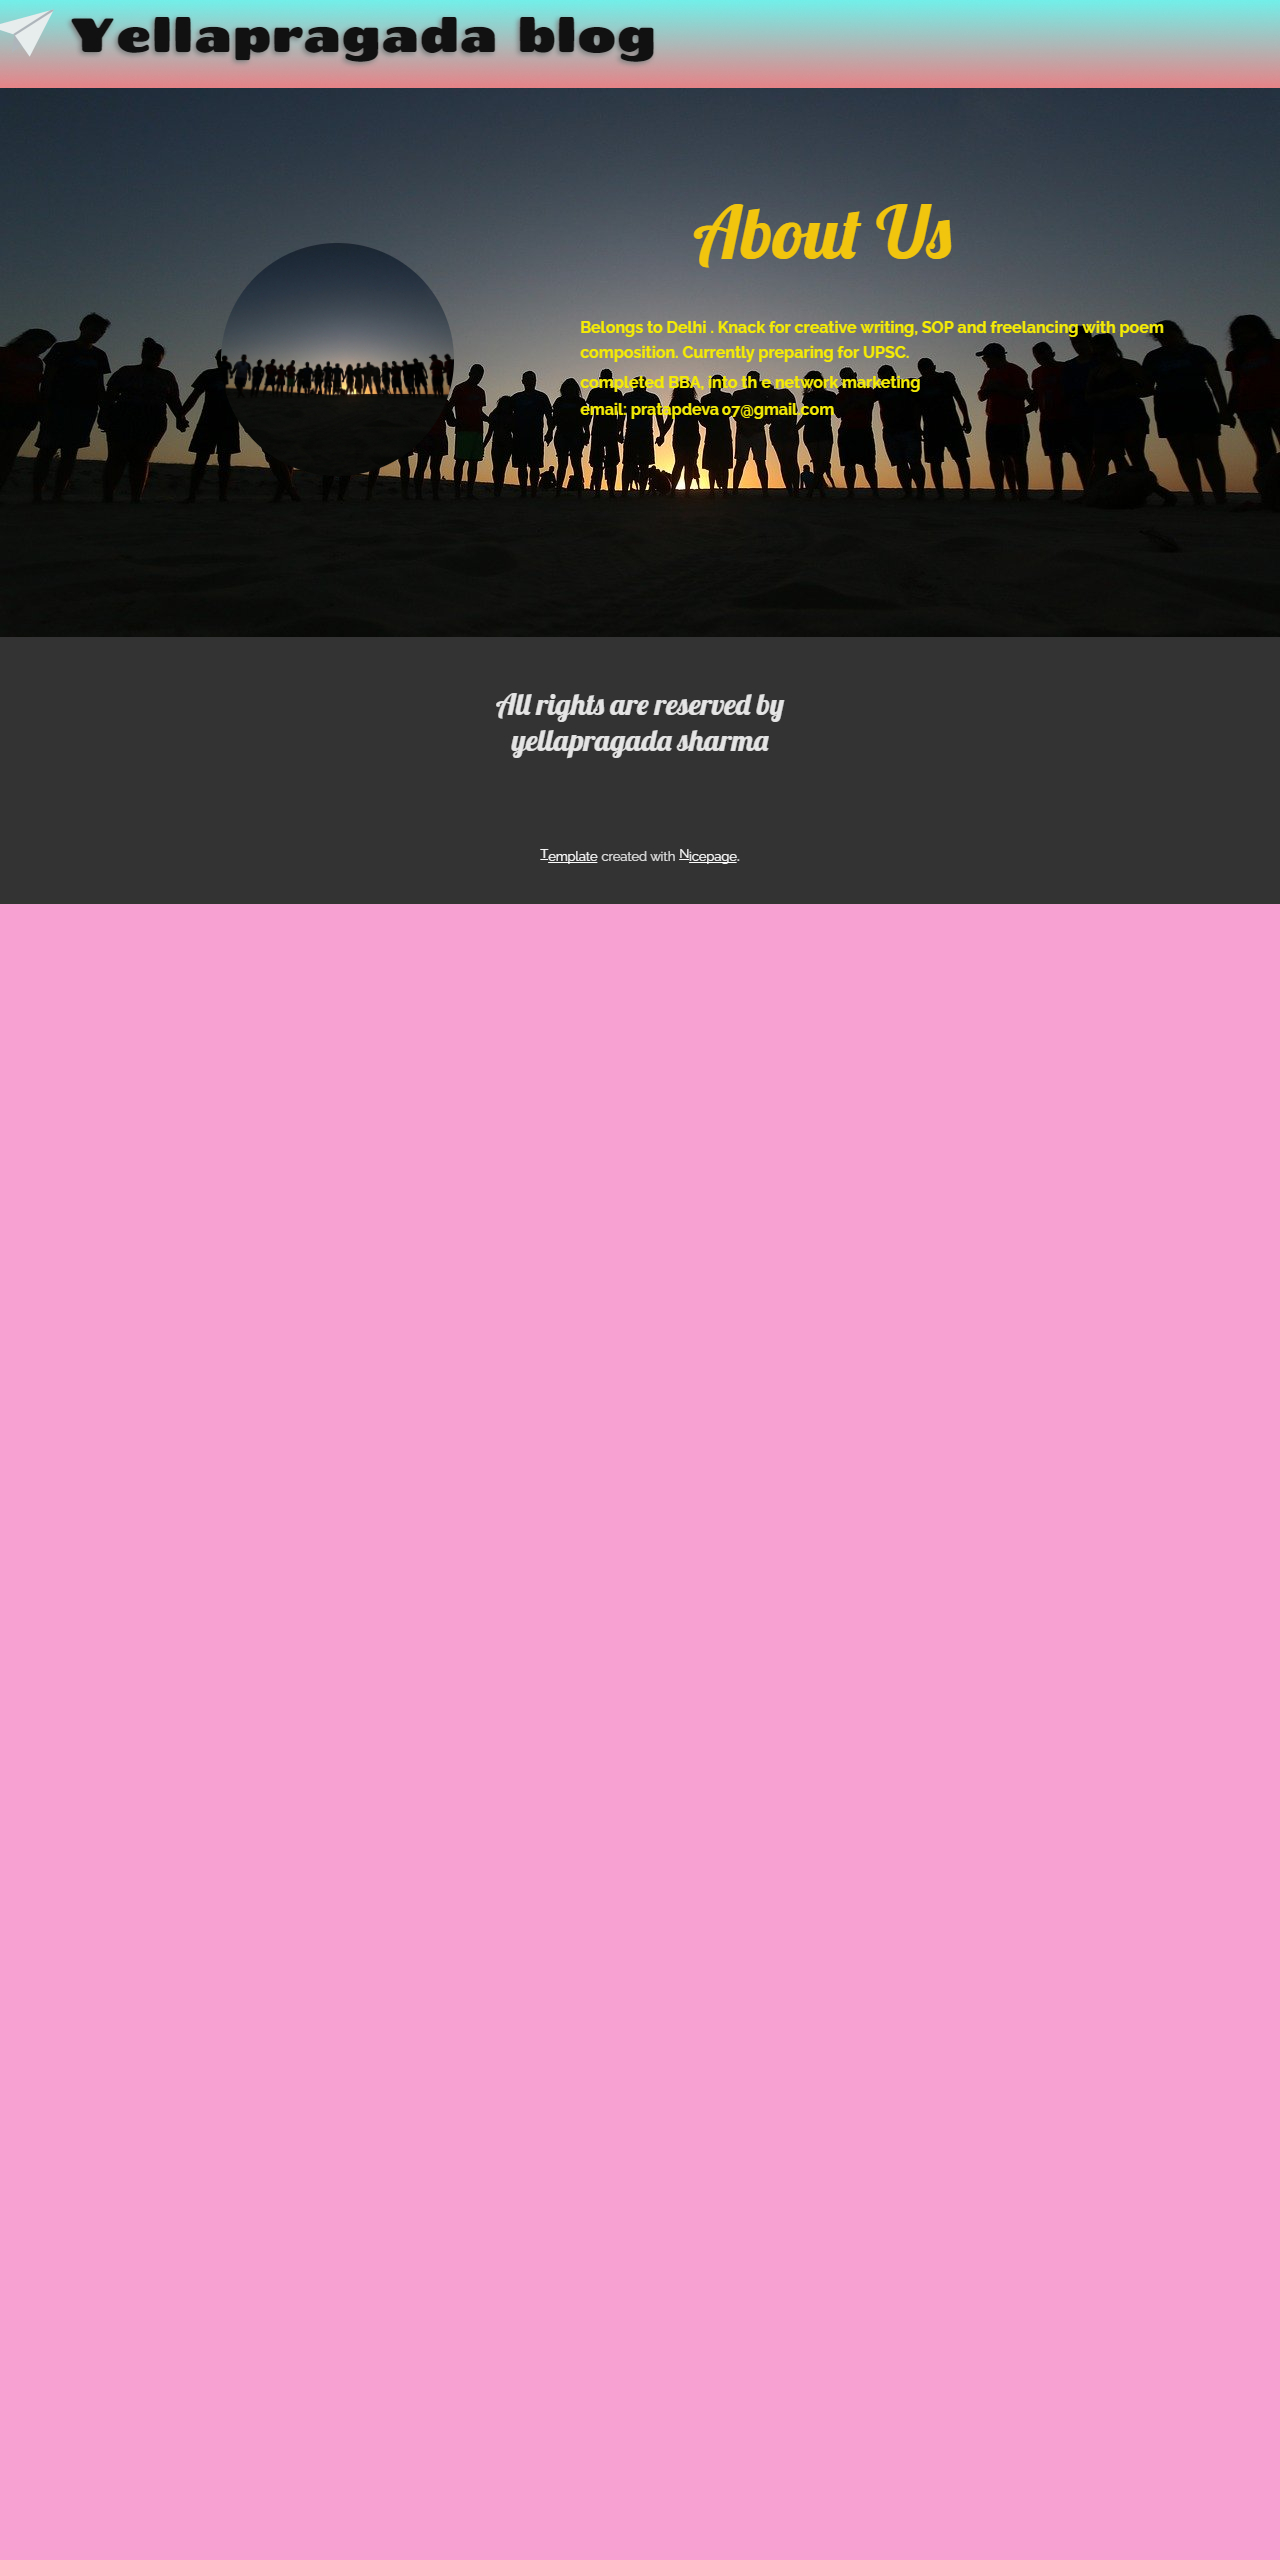 Yellapragada blog
About Us
Belongs to Delhi . Knack for creative writing, SOP and freelancing with poem
composition. Currently preparing for UPSC.
completed BBA, into th e network marketing
email: pratapdeva07@gmail.com
All rights are reserved by
yellapragada sharma
Template created with Nicepage.